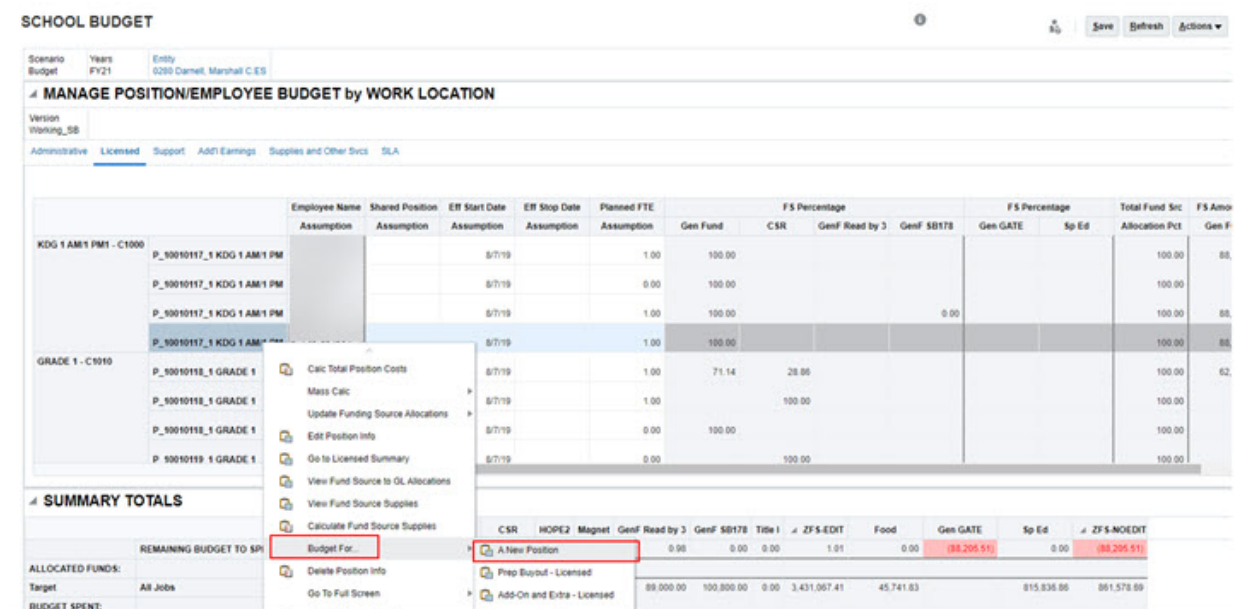 SCHOOL BUDGET
Save Refresh Actions
Scenario Years Entity
Budget FY21 0280 Darnell, Marshall C ES
MANAGE POSITION/EMPLOYEE BUDGET by WORK LOCATION
Version
Working_SB
Administrative Licensed Support Add'l Earnings Supplies and Other Svcs SLA
Employee Name Shared Position Eff Start Date Eff Stop Date Planned FTE FS Percentage FS Percentage Total Fund Src FS Amou
Assumption Assumption Assumption Assumption Assumption Gen Fund CSR GenF Read by 3 GenF SB178 Gen GATE Sp Ed Allocation Pct Gen F
KDG 1 AM/1 PM1 - C1000 P_10010117_1 KDG 1 AM/1 PM 8/7/19 1.00 100.00 100.00 88,
P_10010117_1 KDG 1 AM/1 PM 8/7/19 0.00 100.00 100.00
P_10010117_1 KDG 1 AM/1 PM 8/7/19 1.00 100.00 0.00 100.00 88,
P_10010117_1 KDG 1 AM/1 PM 8/7/19 1.00 100.00 100.00 88,
GRADE 1 - C1010 P_10010118_1 GRADE 1 8/7/19 1.00 71.14 28.86 100.00 62,
P_10010118_1 GRADE 1 8/7/19 1.00 100.00 100.00
P_10010118_1 GRADE 1 8/7/19 0.00 100.00 100.00
P_10010119_1 GRADE 1 8/7/19 0.00 100.00 100.00
Calc Total Position Costs
Mass Calc
Update Funding Source Allocations
Edit Position Info
Go to Licensed Summary
View Fund Source to GL Allocations
View Fund Source Supplies
Calculate Fund Source Supplies
Budget For...
Delete Position Info
Go To Full Screen
A New Position
Prep Buyout - Licensed
Add-On and Extra - Licensed
SUMMARY TOTALS
CSR HOPE2 Magnet GenF Read by 3 GenF SB178 Title I ZFS-EDIT Food Gen GATE Sp Ed ZFS-NOEDIT
REMAINING BUDGET TO SPE 0.98 0.00 0.00 1.01 0.00 (88,205.51) 0.00 (88,205.51)
ALLOCATED FUNDS:
Target All Jobs 89,000.00 100,800.00 0.00 3,431,067.41 45,741.83 815,836.86 861,578.69
BUDGET SPENT: